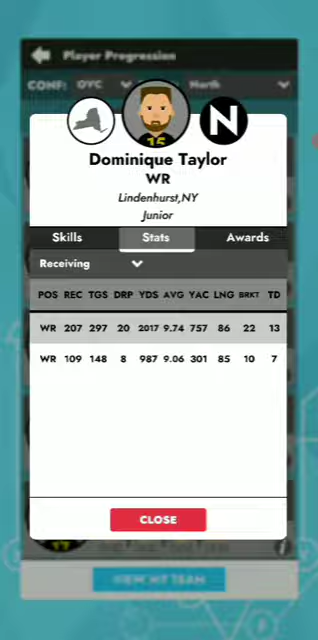 Player Progression
CONF: OYC North
N
15
Dominique Taylor
WR
Lindenhurst,NY
Junior
Skills Stats Awards
Receiving
POS REC TGS DRP YDS AVG YAC LNG BRKT TD
WR 207 297 20 2017 9.74 757 86 22 13
WR 109 148 8 987 9.06 301 85 10 7
CLOSE
VIEW MY TEAM